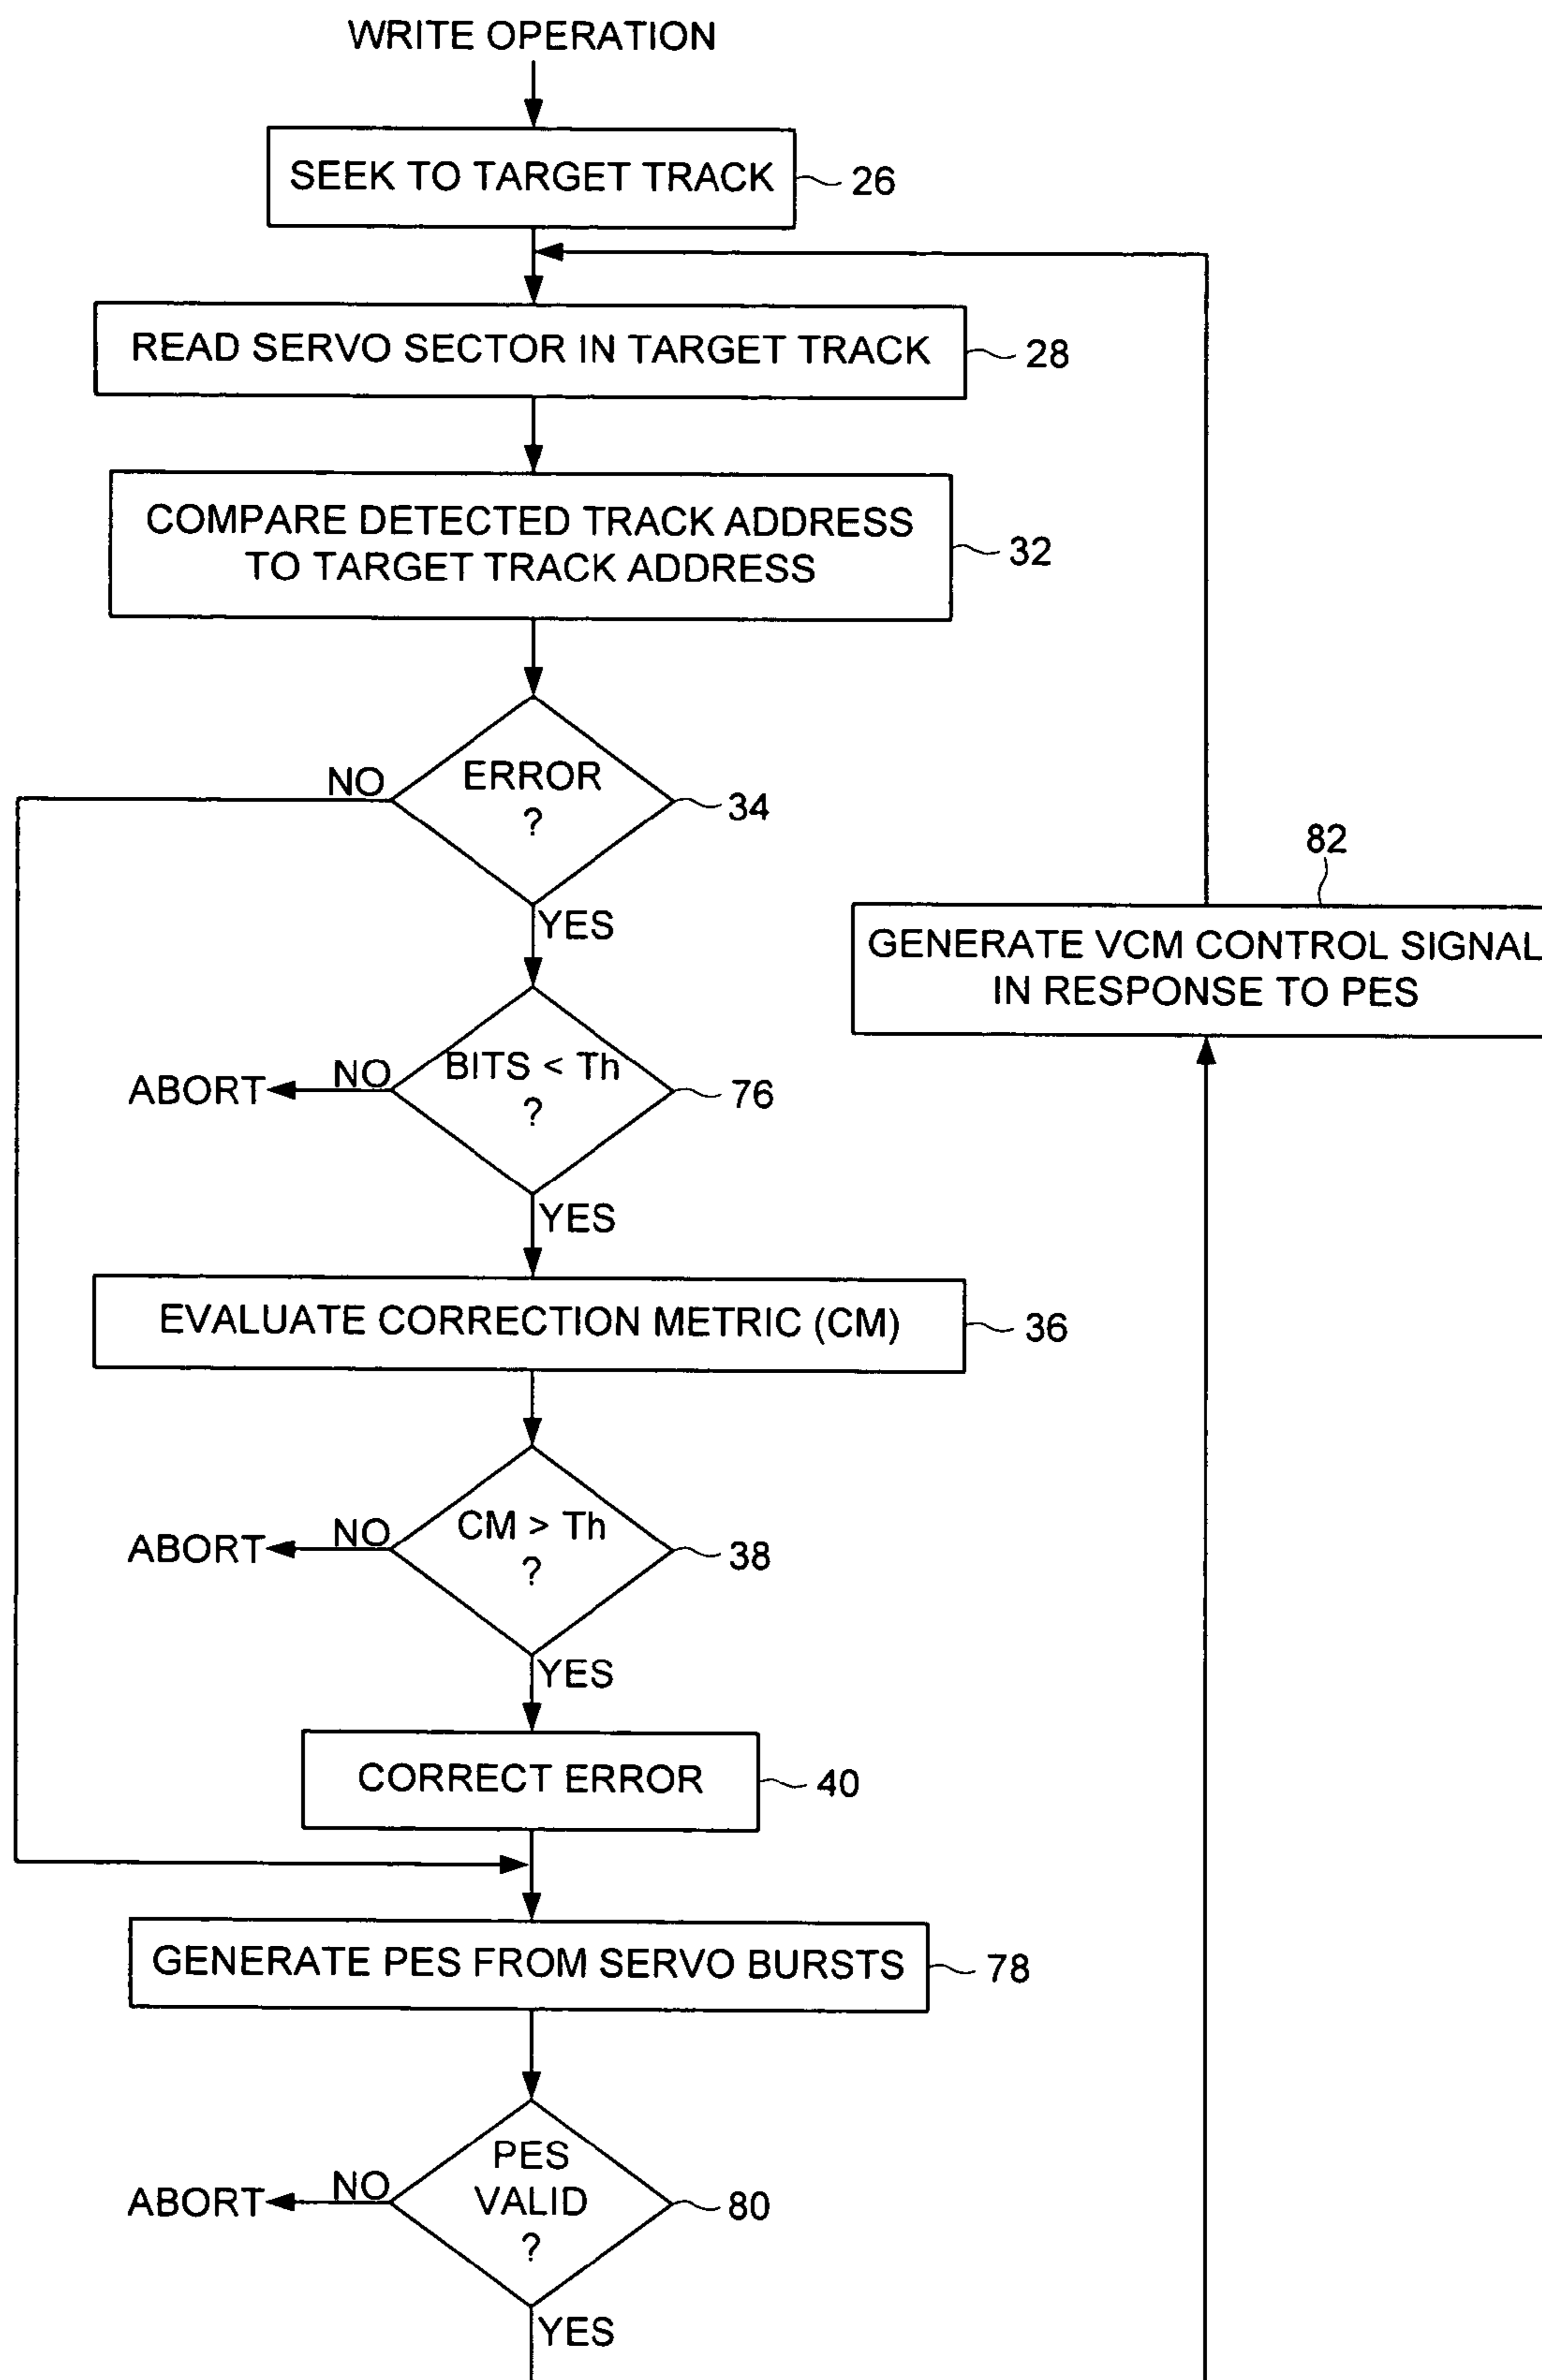 WRITE OPERATION
SEEK TO TARGET TRACK
26
READ SERVO SECTOR IN TARGET TRACK
28
COMPARE DETECTED TRACK ADDRESS
TO TARGET TRACK ADDRESS
32
ERROR
?
NO
34
YES
82
GENERATE VCM CONTROL SIGNAL
IN RESPONSE TO PES
BITS < Th
?
NO
ABORT
76
YES
EVALUATE CORRECTION METRIC (CM)
36
CM > Th
?
NO
ABORT
38
YES
CORRECT ERROR
40
GENERATE PES FROM SERVO BURSTS
78
PES
VALID
?
NO
ABORT
80
YES